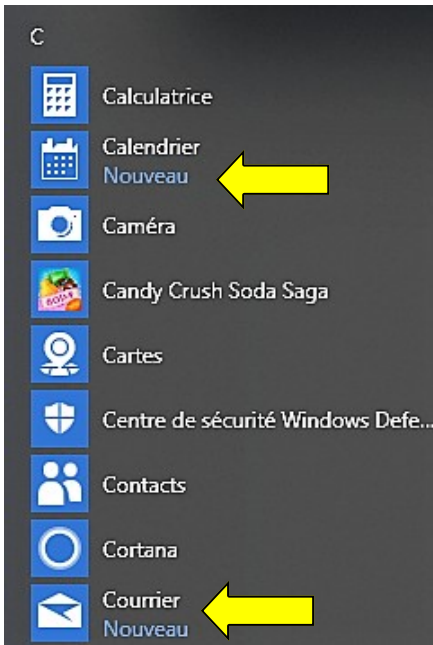 C
Calculatrice
Calendrier
Nouveau
Caméra
Candy Crush Soda Saga
Cartes
Centre de sécurité Windows Defe...
Contacts
Cortana
Courrier
Nouveau